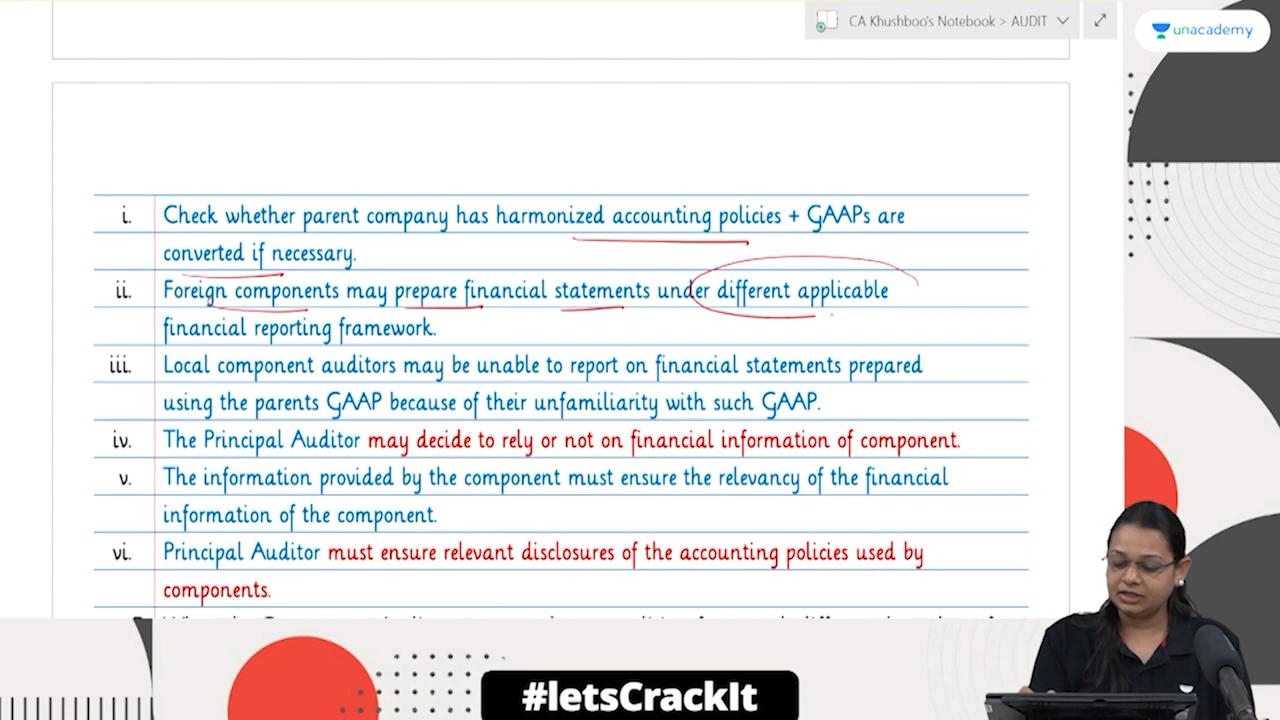 CA Khushboo's Notebook > AUDIT
unacademy
i. Check whether parent company has harmonized accounting policies + GAAPs are
converted if necessary.
ii. Foreign components may prepare financial statements under different applicable
financial reporting framework.
iii. Local component auditors may be unable to report on financial statements prepared
using the parents GAAP because of their unfamiliarity with such GAAP.
iv. The Principal Auditor may decide to rely or not on financial information of component.
v. The information provided by the component must ensure the relevancy of the financial
information of the component.
vi. Principal Auditor must ensure relevant disclosures of the accounting policies used by
components.
#letsCrackIt